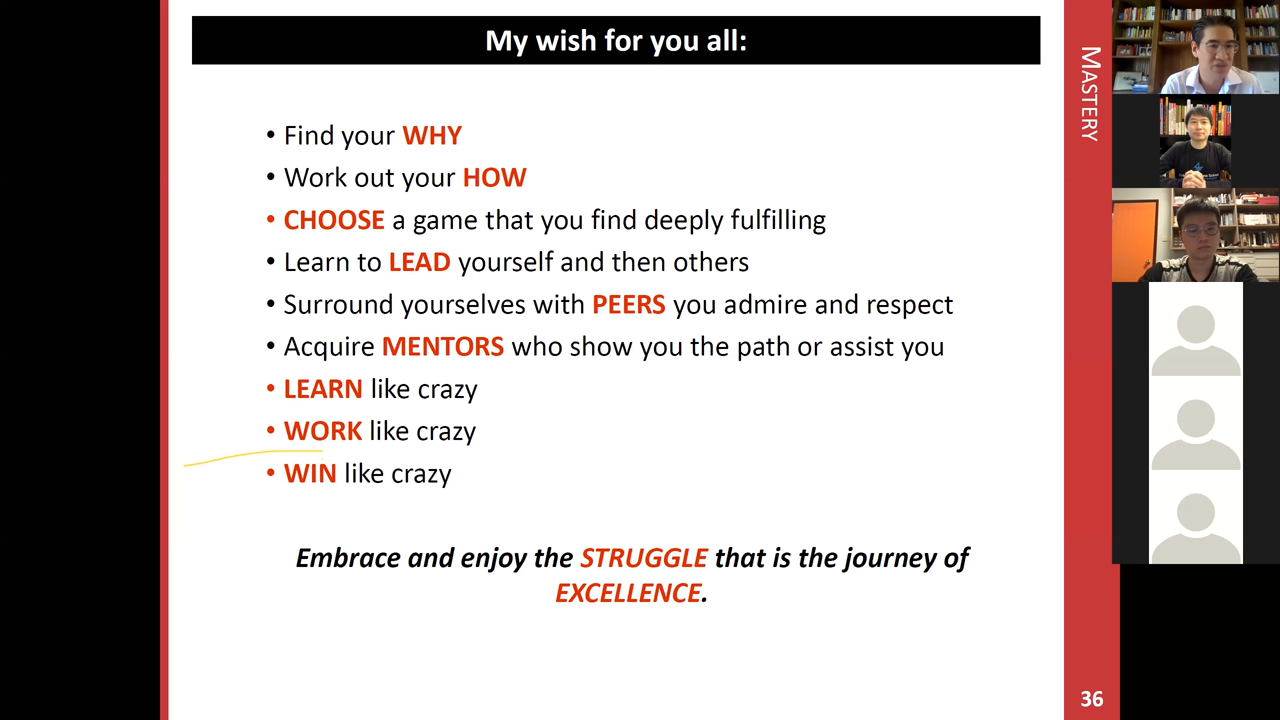 My wish for you all:
• Find your WHY
• Work out your HOW
• CHOOSE a game that you find deeply fulfilling
• Learn to LEAD yourself and then others
• Surround yourselves with PEERS you admire and respect
• Acquire MENTORS who show you the path or assist you
• LEARN like crazy
• WORK like crazy
• WIN like crazy
Embrace and enjoy the STRUGGLE that is the journey of
EXCELLENCE.
MASTERY
36